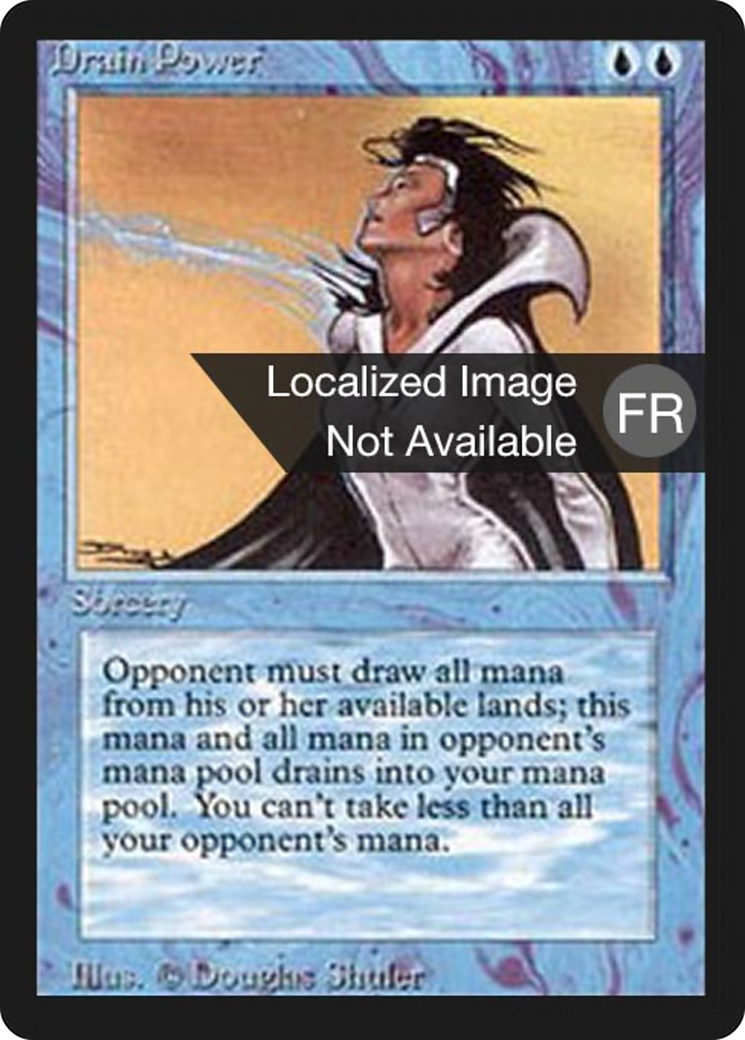 Drain Power
Localized Image
Not Available
FR
Sorcery
Opponent must draw all mana
from his or her available lands; this
mana and all mana in opponent's
mana pool drains into your mana
pool. You can't take less than all
your opponent's mana.
Illus. © Douglas Shuler